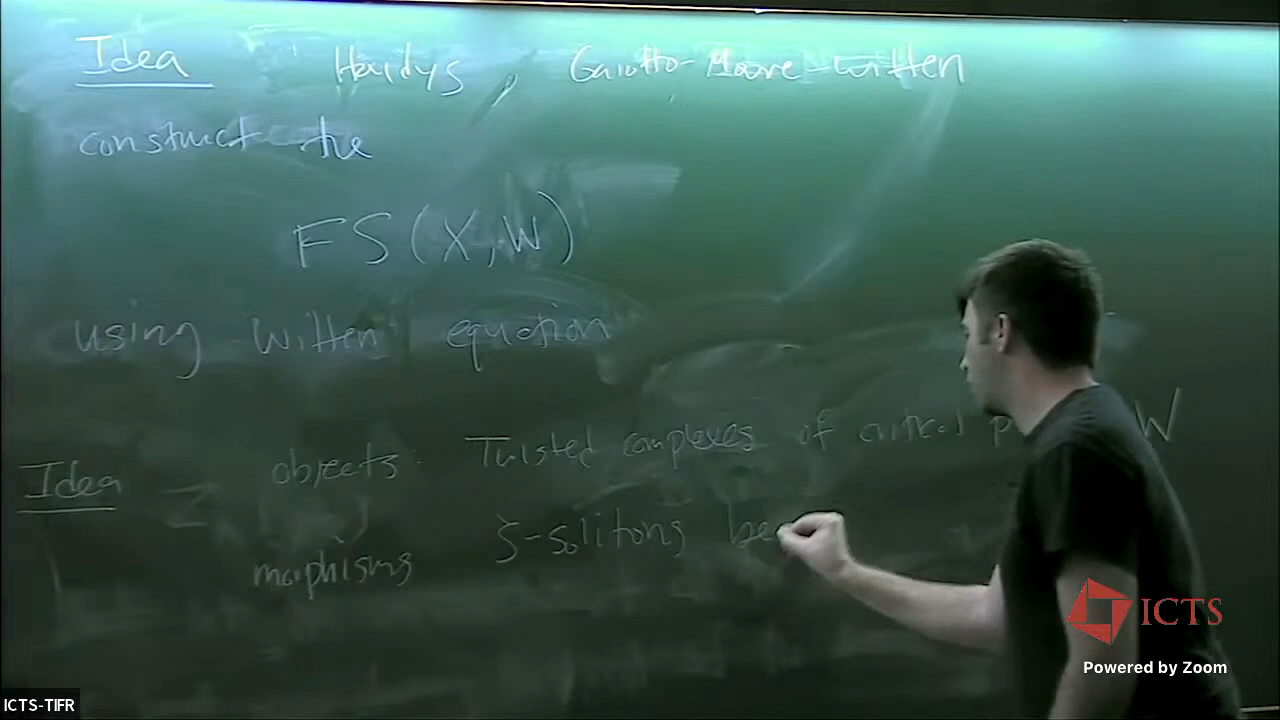 Idea Haydys, Gaiotto-Moore-Witten
construct the
FS(X,W)
using Witten equation
Idea objects: Twisted complexes of critical p W
morphisms ζ-solitons be
ICTS
Powered by Zoom
ICTS-TIFR